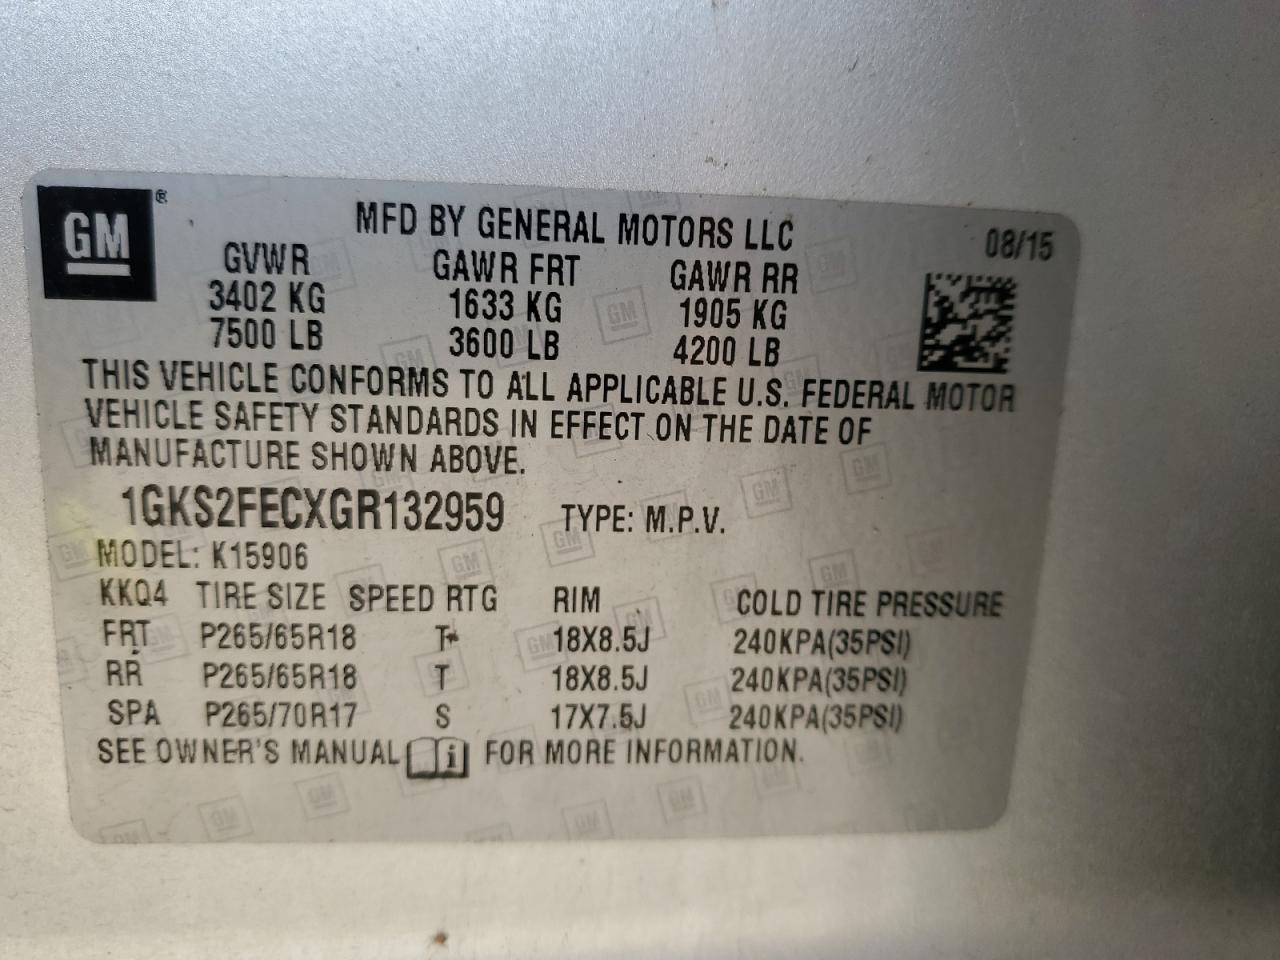 GM ®
MFD BY GENERAL MOTORS LLC 08/15
GVWR GAWR FRT GAWR RR
3402 KG 1633 KG 1905 KG
7500 LB 3600 LB 4200 LB
THIS VEHICLE CONFORMS TO ALL APPLICABLE U.S. FEDERAL MOTOR
VEHICLE SAFETY STANDARDS IN EFFECT ON THE DATE OF
MANUFACTURE SHOWN ABOVE.
1GKS2FECXGR132959 TYPE: M.P.V.
MODEL: K15906
KKQ4 TIRE SIZE SPEED RTG RIM COLD TIRE PRESSURE
FRT P265/65R18 T 18X8.5J 240KPA(35PSI)
RR P265/65R18 T 18X8.5J 240KPA(35PSI)
SPA P265/70R17 S 17X7.5J 240KPA(35PSI)
SEE OWNER'S MANUAL i FOR MORE INFORMATION.